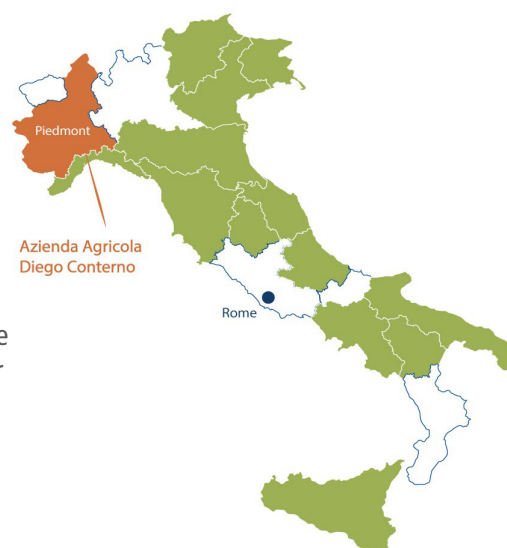 Piedmont
Azienda Agricola
Diego Conterno
Rome
e